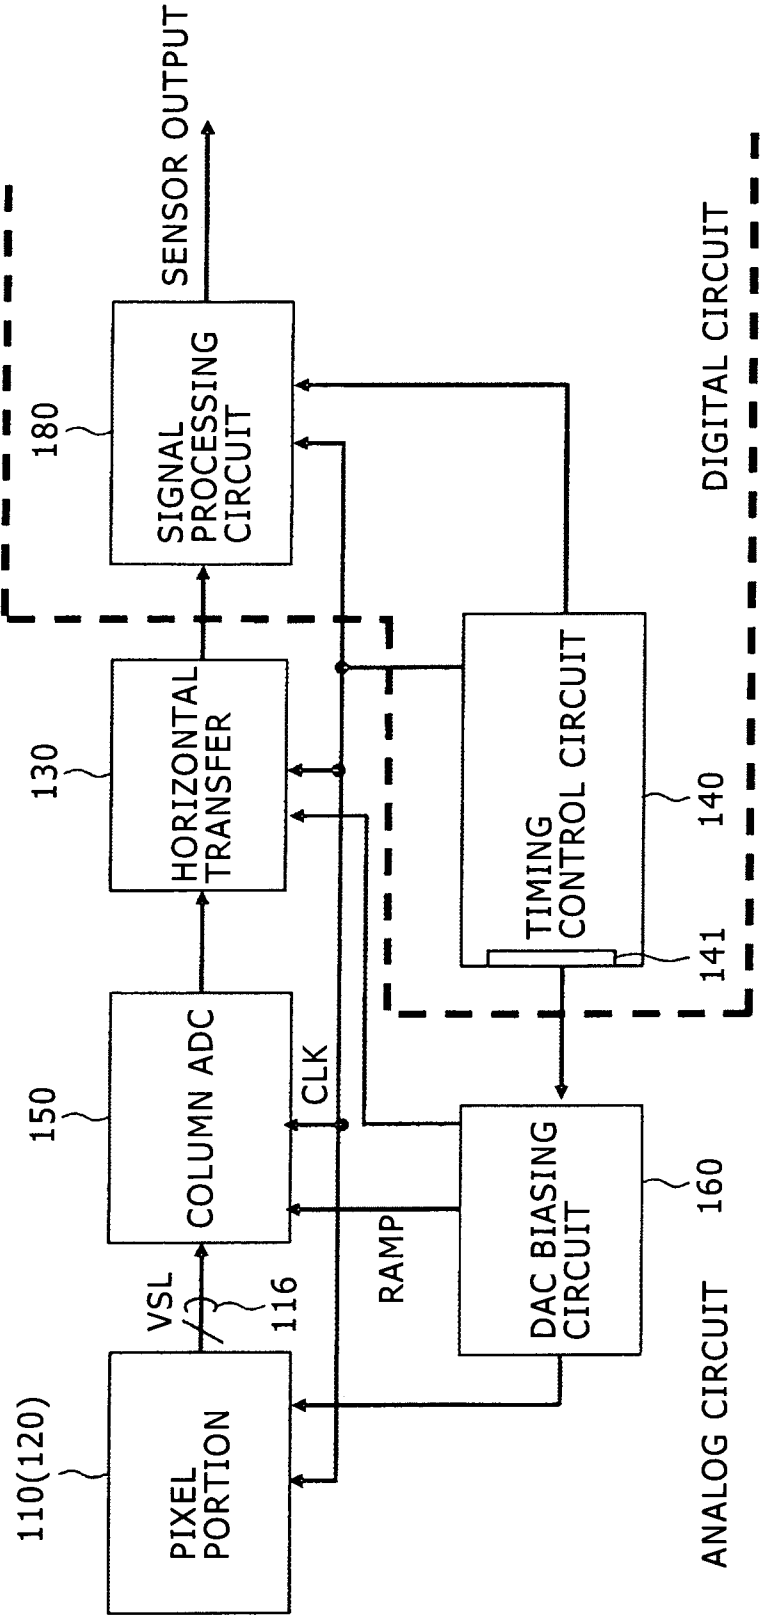 110(120)
PIXEL
PORTION
VSL
116
150
COLUMN ADC
CLK
RAMP
130
HORIZONTAL
TRANSFER
180
SIGNAL
PROCESSING
CIRCUIT
SENSOR OUTPUT
DAC BIASING
CIRCUIT
160
TIMING
CONTROL CIRCUIT
141
140
ANALOG CIRCUIT
DIGITAL CIRCUIT